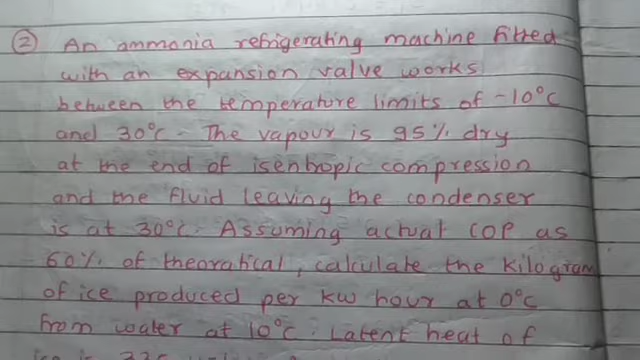 ② An ammonia refrigerating machine fitted
with an expansion valve works
between the temperature limits of -10°C
and 30°C. The vapour is 95% dry
at the end of isentropic compression
and the fluid leaving the condenser
is at 30°C. Assuming actual COP as
60% of theoratical, calculate the kilogram
of ice produced per kw hour at 0°C
from water at 10°C. Latent heat of